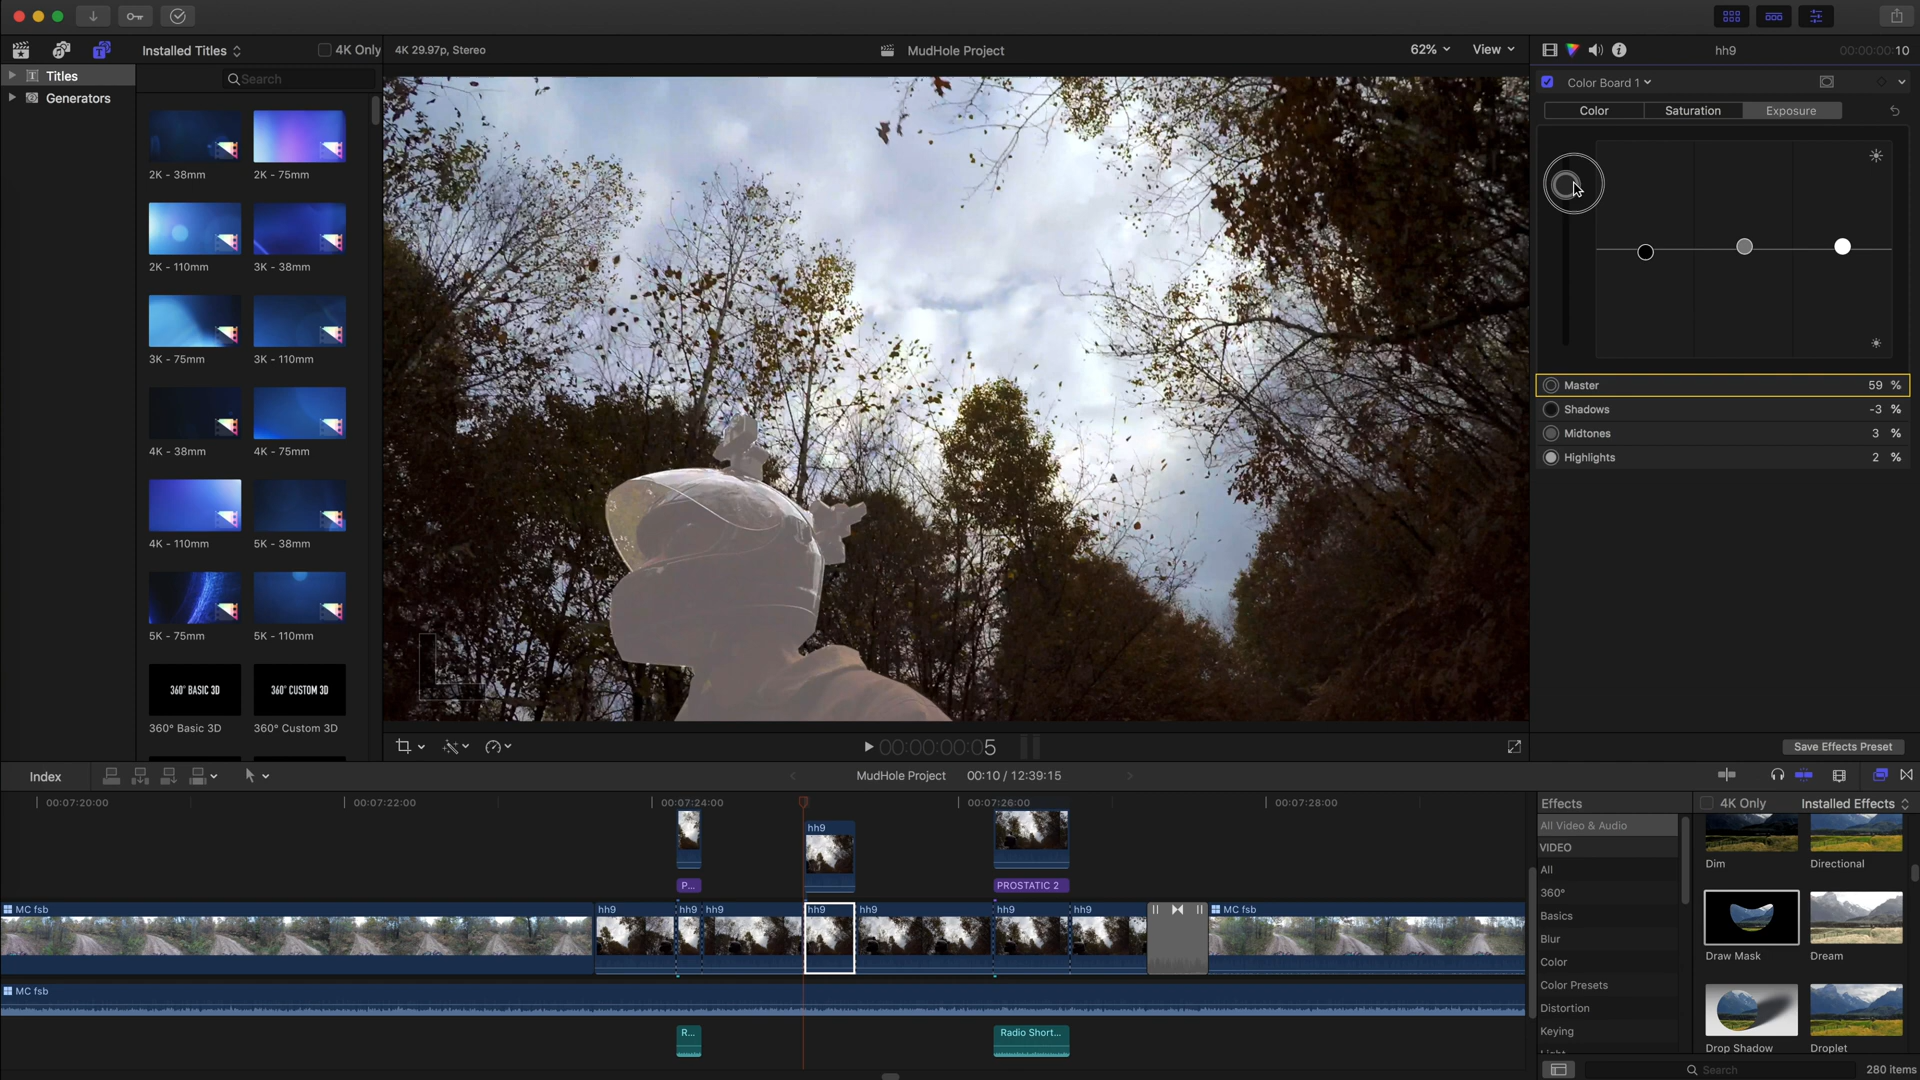 Installed Titles
4K Only
4K 29.97p, Stereo
MudHole Project
62%
View
hh9
00:00:00:10
Titles
Generators
Search
2K - 38mm
2K - 75mm
2K - 110mm
3K - 38mm
3K - 75mm
3K - 110mm
4K - 38mm
4K - 75mm
4K - 110mm
5K - 38mm
5K - 75mm
5K - 110mm
360° BASIC 3D
360° CUSTOM 3D
360° Basic 3D
360° Custom 3D
Color Board 1
Color
Saturation
Exposure
Master
59 %
Shadows
-3 %
Midtones
3 %
Highlights
2 %
Save Effects Preset
00:00:00:05
Index
MudHole Project
00:10 / 12:39:15
00:07:20:00
00:07:22:00
00:07:24:00
00:07:26:00
00:07:28:00
hh9
P...
PROSTATIC 2
MC fsb
hh9
hh9
hh9
hh9
hh9
hh9
hh9
MC fsb
MC fsb
R...
Radio Short...
Effects
4K Only
Installed Effects
All Video & Audio
VIDEO
All
360°
Basics
Blur
Color
Color Presets
Distortion
Keying
Dim
Directional
Draw Mask
Dream
Drop Shadow
Droplet
Search
280 items